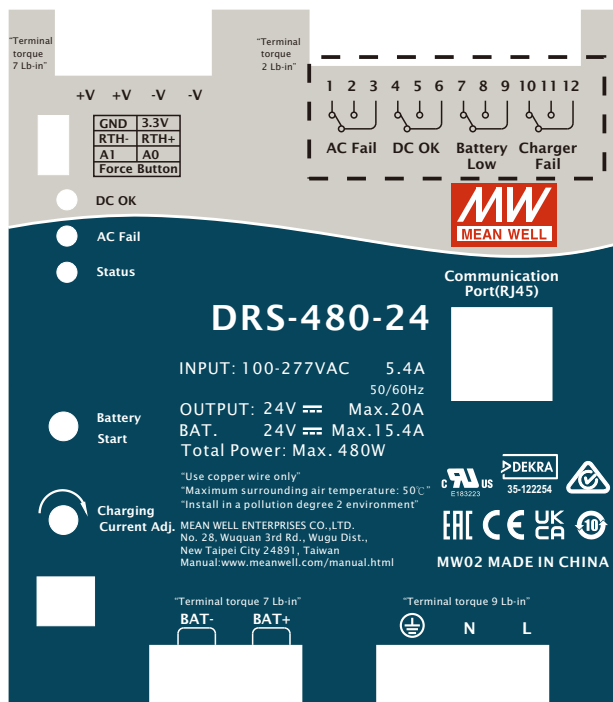 "Terminal
torque
7 Lb-in"
"Terminal
torque
2 Lb-in"
+V +V -V -V
1 2 3 4 5 6 7 8 9 10 11 12
GND 3.3V
RTH- RTH+
A1 A0
Force Button
AC Fail DC OK Battery Low Charger Fail
DC OK
AC Fail
Status
MW
MEAN WELL
Communication
Port(RJ45)
DRS-480-24
INPUT: 100-277VAC 5.4A
50/60Hz
OUTPUT: 24V Max.20A
BAT. 24V Max.15.4A
Total Power: Max. 480W
Battery
Start
"Use copper wire only"
"Maximum surrounding air temperature: 50℃"
"Install in a pollution degree 2 environment"
Charging
Current Adj.
MEAN WELL ENTERPRISES CO.,LTD.
No. 28, Wuquan 3rd Rd., Wugu Dist.,
New Taipei City 24891, Taiwan
Manual:www.meanwell.com/manual.html
c RU US
E183223
DEKRA
35-122254
EAC CE UK CA 10
MW02 MADE IN CHINA
"Terminal torque 7 Lb-in"
BAT- BAT+
"Terminal torque 9 Lb-in"
N L